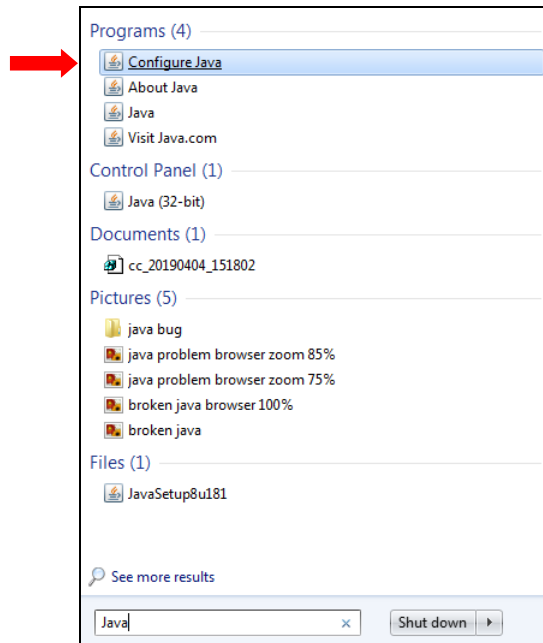 Programs (4)
Configure Java
About Java
Java
Visit Java.com
Control Panel (1)
Java (32-bit)
Documents (1)
cc_20190404_151802
Pictures (5)
java bug
java problem browser zoom 85%
java problem browser zoom 75%
broken java browser 100%
broken java
Files (1)
JavaSetup8u181
See more results
Java
Shut down